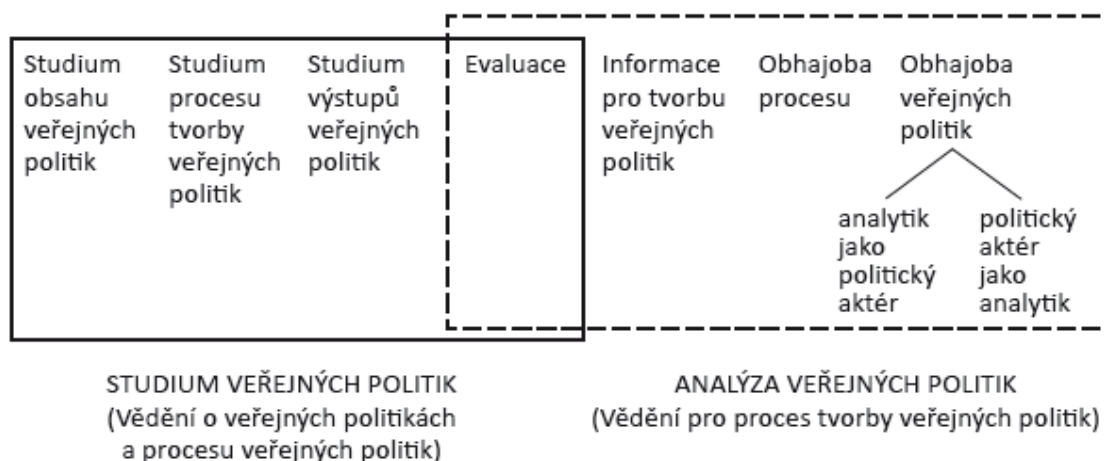 Studium
obsahu
veřejných
politik
Studium
procesu
tvorby
veřejných
politik
Studium
výstupů
veřejných
politik
Evaluace
Informace
pro tvorbu
veřejných
politik
Obhajoba
procesu
Obhajoba
veřejných
politik
analytik
jako
politický
aktér
politický
aktér
jako
analytik
STUDIUM VEŘEJNÝCH POLITIK
(Vědění o veřejných politikách
a procesu veřejných politik)
ANALÝZA VEŘEJNÝCH POLITIK
(Vědění pro proces tvorby veřejných politik)